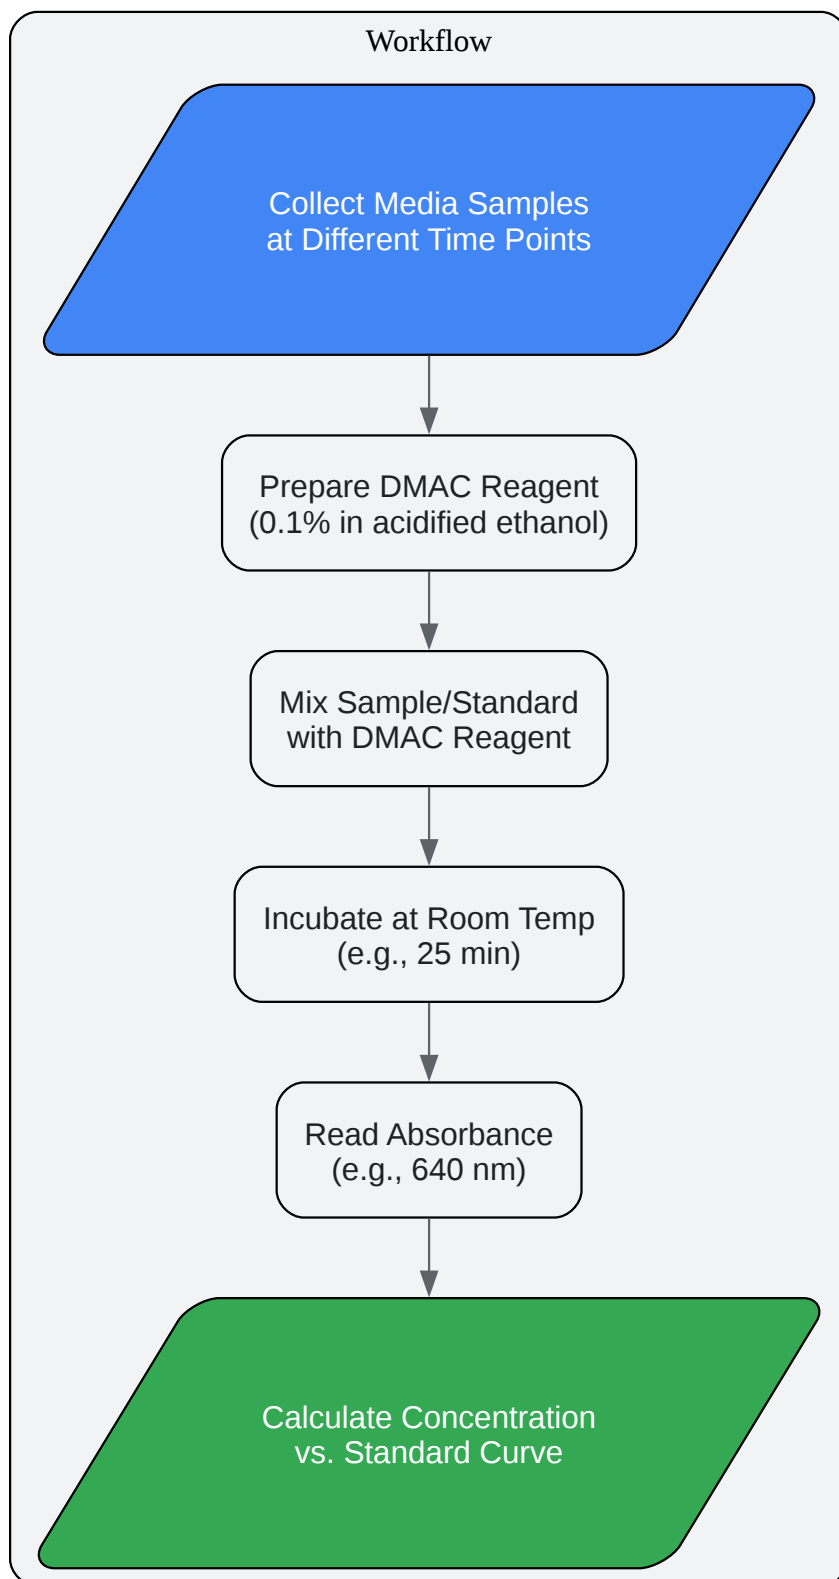 Workflow
Collect Media Samples
at Different Time Points
Prepare DMAC Reagent
(0.1% in acidified ethanol)
Mix Sample/Standard
with DMAC Reagent
Incubate at Room Temp
(e.g., 25 min)
Read Absorbance
(e.g., 640 nm)
Calculate Concentration
vs. Standard Curve